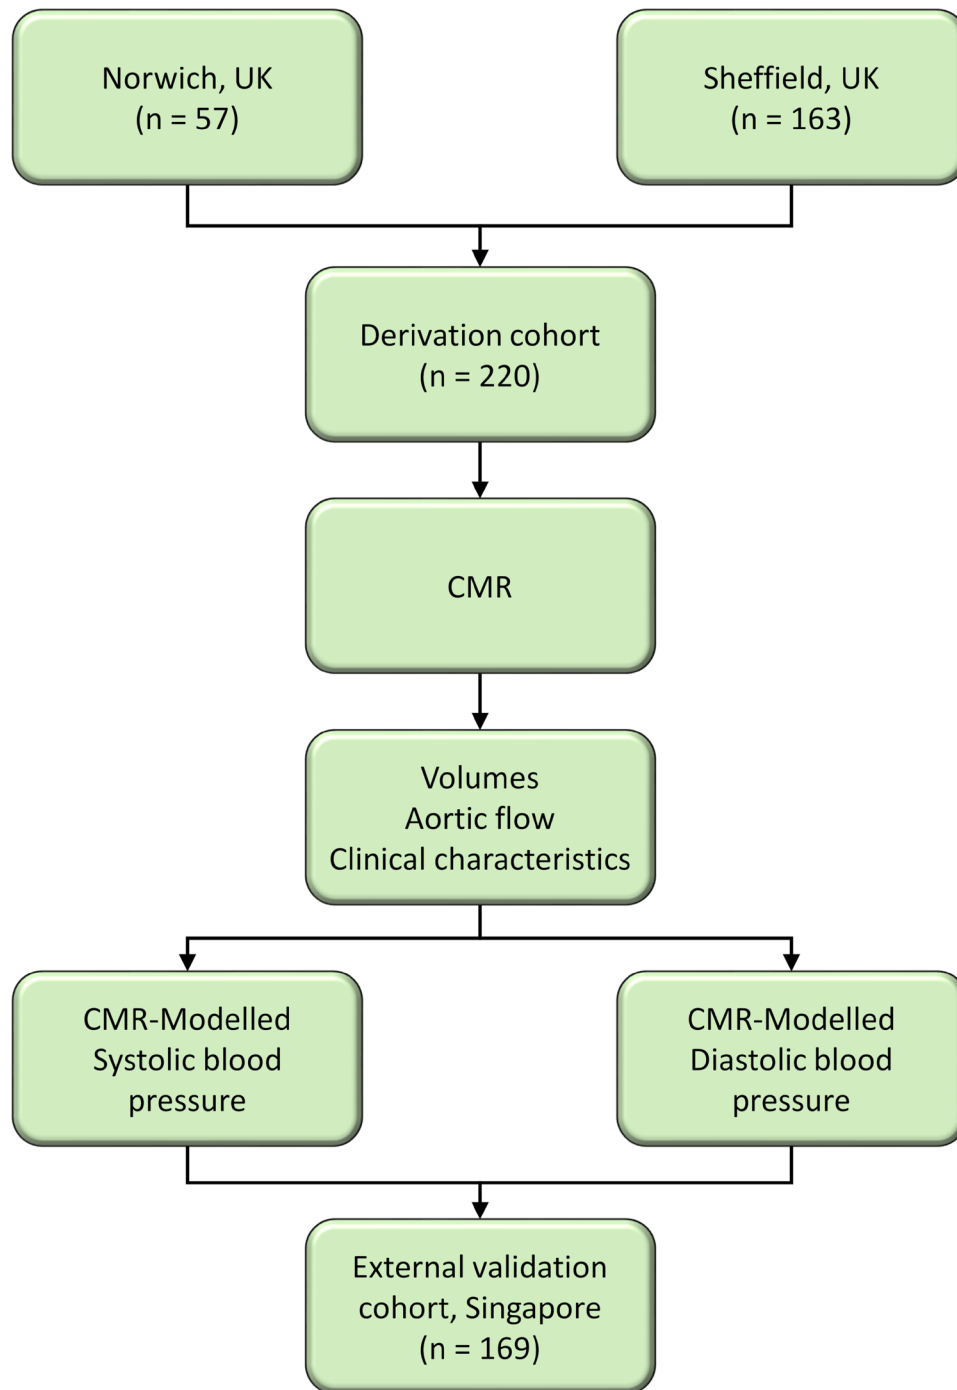 Norwich, UK
(n = 57)
Sheffield, UK
(n = 163)
Derivation cohort
(n = 220)
CMR
Volumes
Aortic flow
Clinical characteristics
CMR-Modelled
Systolic blood
pressure
CMR-Modelled
Diastolic blood
pressure
External validation
cohort, Singapore
(n = 169)